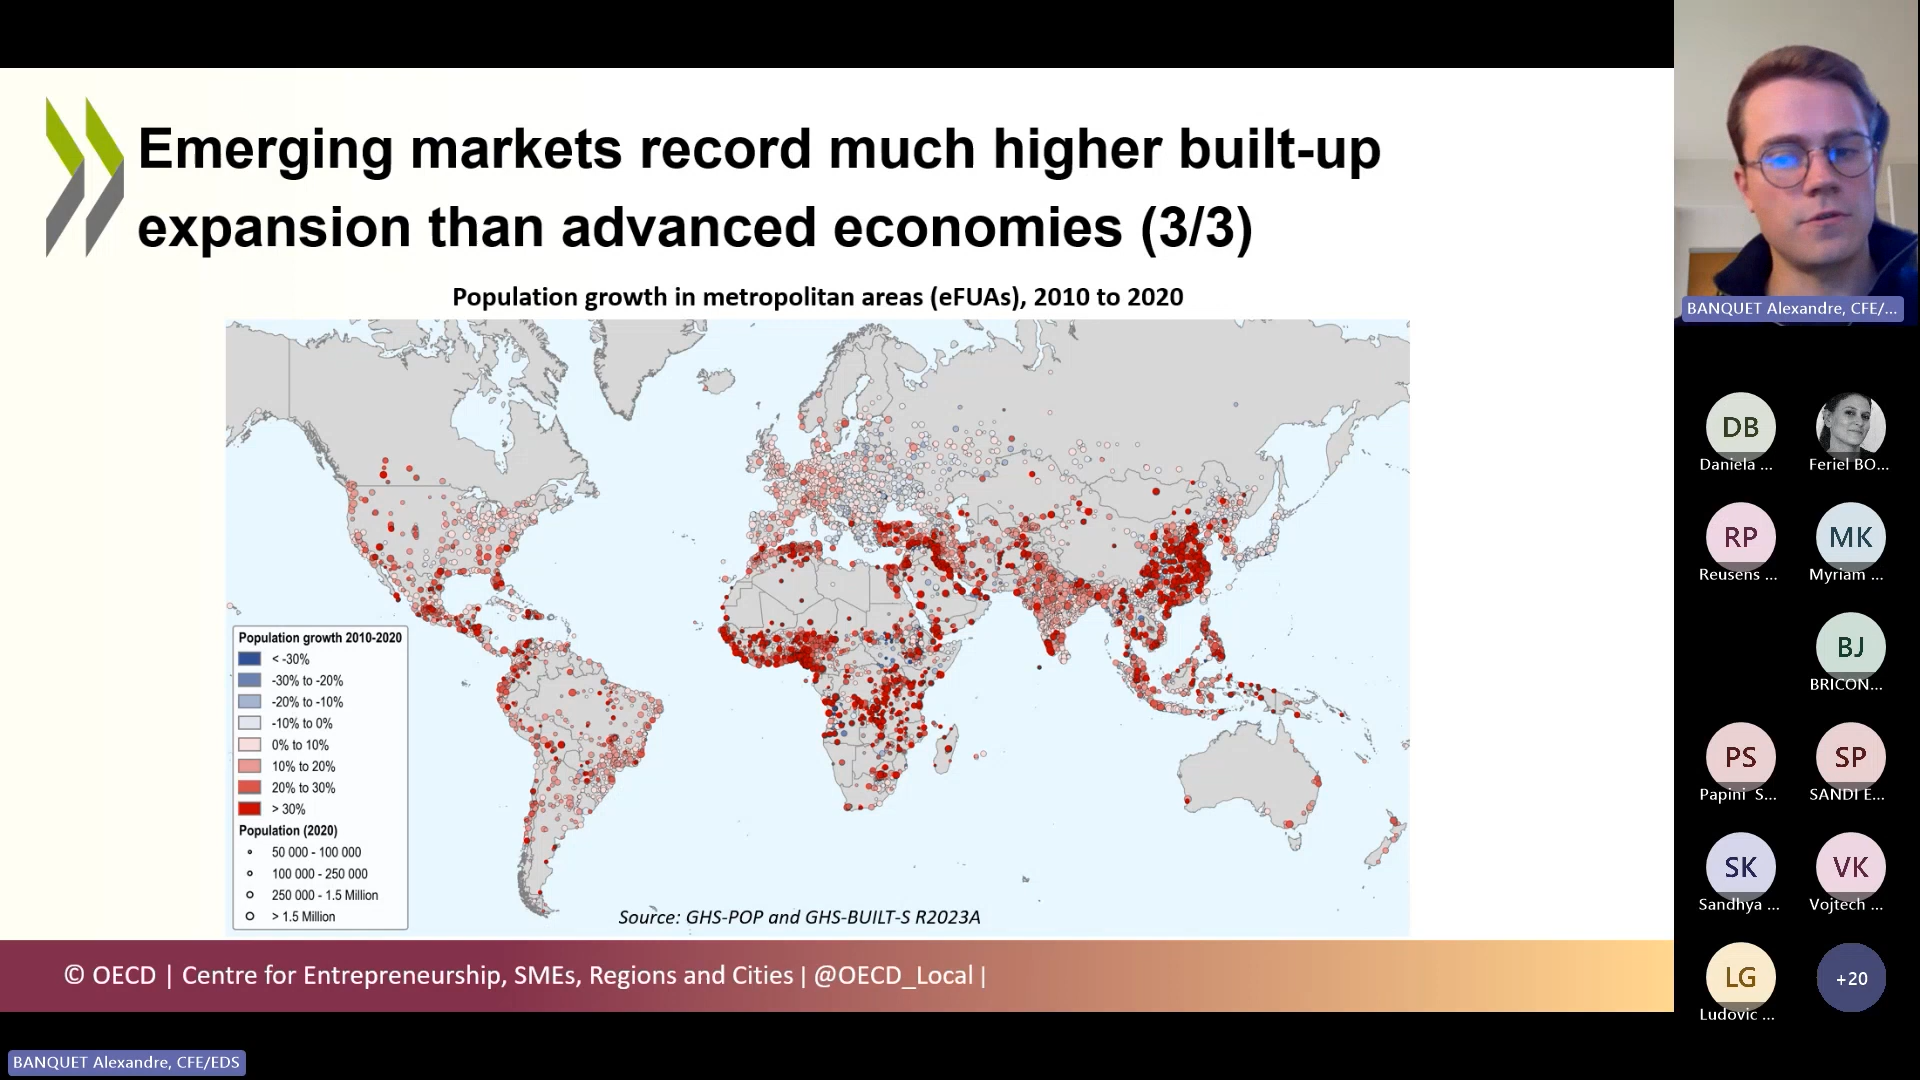 Emerging markets record much higher built-up
expansion than advanced economies (3/3)
Population growth in metropolitan areas (eFUAs), 2010 to 2020
Population growth 2010-2020
< -30%
-30% to -20%
-20% to -10%
-10% to 0%
0% to 10%
10% to 20%
20% to 30%
> 30%
Population (2020)
50 000 - 100 000
100 000 - 250 000
250 000 - 1.5 Million
> 1.5 Million
Source: GHS-POP and GHS-BUILT-S R2023A
© OECD | Centre for Entrepreneurship, SMEs, Regions and Cities | @OECD_Local |
BANQUET Alexandre, CFE/EDS
BANQUET Alexandre, CFE/...
DB
Daniela ...
Feriel BO...
RP
Reusens ...
MK
Myriam ...
BJ
BRICON...
PS
Papini S...
SP
SANDI E...
SK
Sandhya ...
VK
Vojtech ...
LG
Ludovic ...
+20